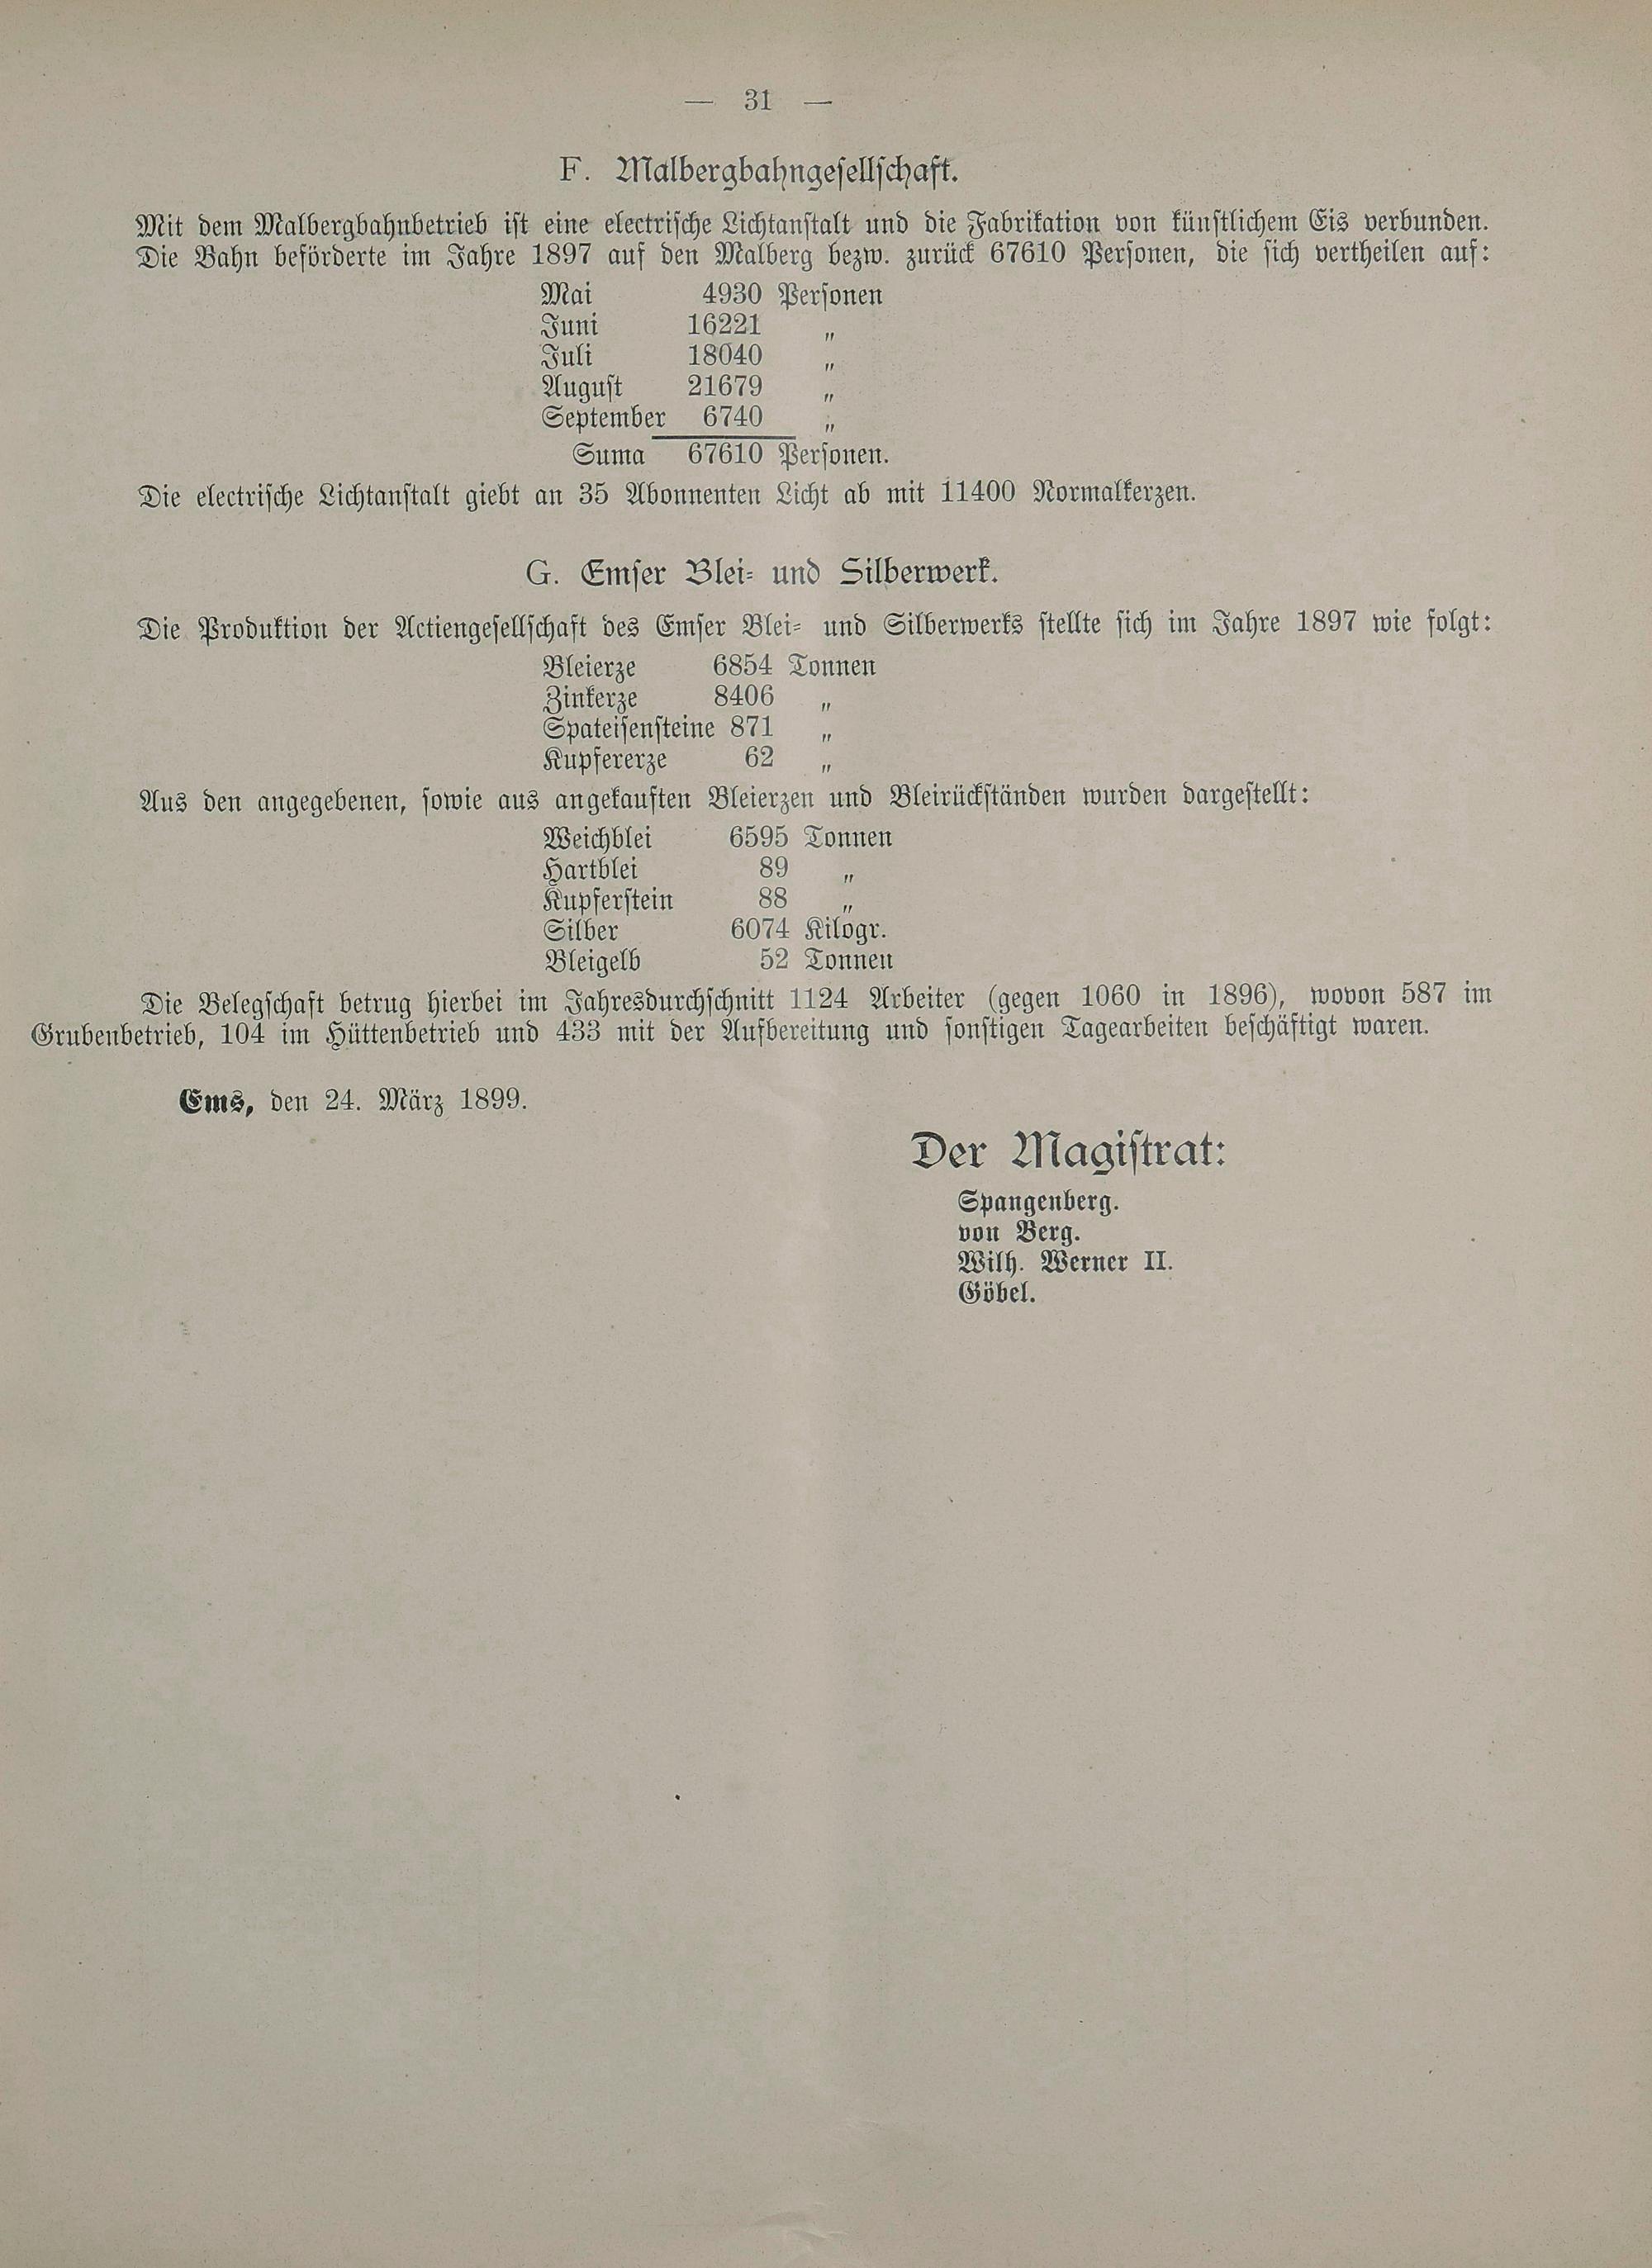 — 31 —
F. Malbergbahngesellschaft.
Mit dem Malbergbahnbetrieb ist eine electrische Lichtanstalt und die Fabrikation von künstlichem Eis verbunden.
Die Bahn beförderte im Jahre 1897 auf den Malberg bezw. zurück 67610 Personen, die sich vertheilen auf:
Mai 4930 Personen
Juni 16221 „
Juli 18040 „
August 21679 „
September 6740 „
Suma 67610 Personen.
Die electrische Lichtanstalt giebt an 35 Abonnenten Licht ab mit 11400 Normalkerzen.
G. Emser Blei- und Silberwerk.
Die Produktion der Actiengesellschaft des Emser Blei- und Silberwerks stellte sich im Jahre 1897 wie folgt:
Bleierze 6854 Tonnen
Zinkerze 8406 „
Spateisensteine 871 „
Kupfererze 62 „
Aus den angegebenen, sowie aus angekauften Bleierzen und Bleirückständen wurden dargestellt:
Weichblei 6595 Tonnen
Hartblei 89 „
Kupferstein 88 „
Silber 6074 Kilogr.
Bleigelb 52 Tonnen
Die Belegschaft betrug hierbei im Jahresdurchschnitt 1124 Arbeiter (gegen 1060 in 1896), wovon 587 im
Grubenbetrieb, 104 im Hüttenbetrieb und 433 mit der Aufbereitung und sonstigen Tagearbeiten beschäftigt waren.
Ems, den 24. März 1899.
Der Magistrat:
Spangenberg.
von Berg.
Wilh. Werner II.
Göbel.